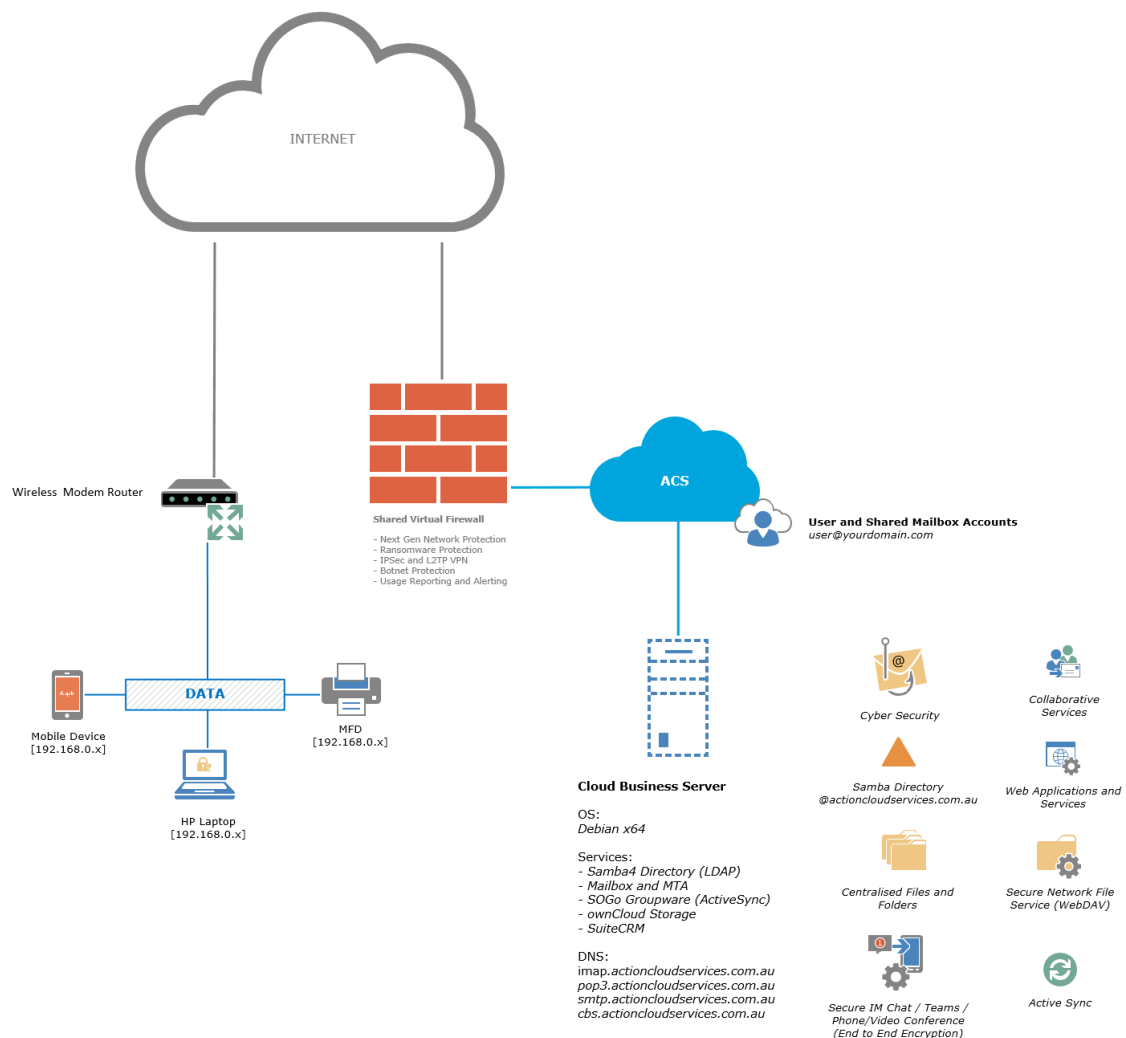 INTERNET
Wireless  Modem Router
Shared Virtual Firewall
- Next Gen Network Protection
- Ransomware Protection
- IPSec and L2TP VPN
- Botnet Protection
- Usage Reporting and Alerting
ACS
User and Shared Mailbox Accounts
user@yourdomain.com
DATA
Mobile Device
[192.168.0.x]
MFD
[192.168.0.x]
HP Laptop
[192.168.0.x]
Cloud Business Server
OS:
Debian x64
Services:
- Samba4 Directory (LDAP)
- Mailbox and MTA
- SOGo Groupware (ActiveSync)
- ownCloud Storage
- SuiteCRM
DNS:
imap.actioncloudservices.com.au
pop3.actioncloudservices.com.au
smtp.actioncloudservices.com.au
cbs.actioncloudservices.com.au
@
Cyber Security
Collaborative
Services
Samba Directory
@actioncloudservices.com.au
Web Applications and
Services
Centralised Files and
Folders
Secure Network File
Service (WebDAV)
Secure IM Chat / Teams /
Phone/Video Conference
(End to End Encryption)
Active Sync